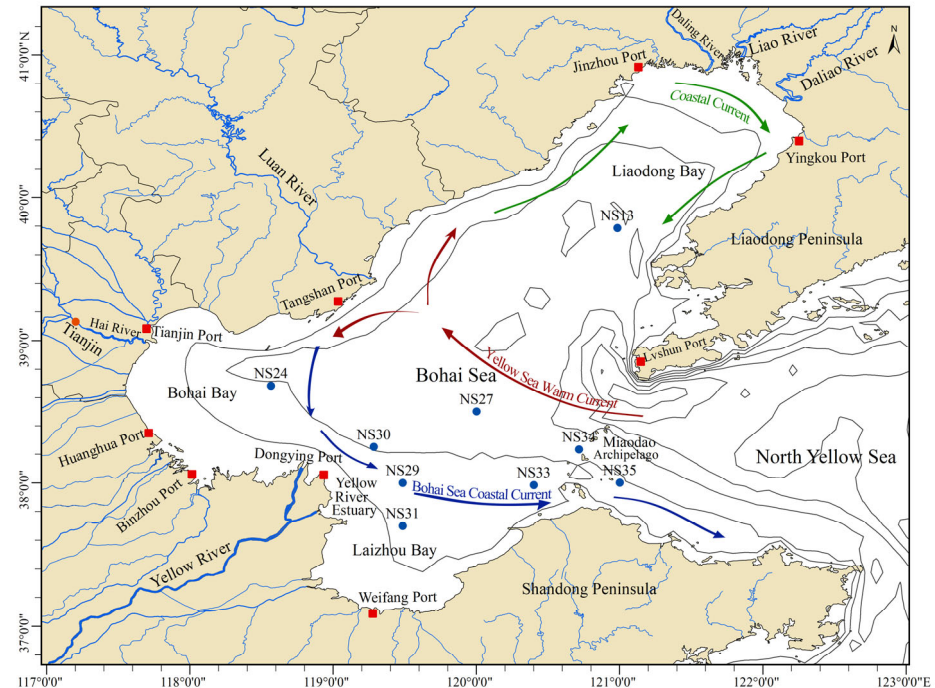 N
41°0'0"N
40°0'0"
39°0'0"
38°0'0"
37°0'0"
Daling River
Liao River
Jinzhou Port
Daliao River
Coastal Current
Yingkou Port
Liaodong Bay
Luan River
NS13
Liaodong Peninsula
Tangshan Port
Hai River
Tianjin Port
Tianjin
Lvshun Port
Yellow Sea Warm Current
NS24
Bohai Sea
Bohai Bay
NS27
Huanghua Port
NS30
NS34
Miaodao
Archipelago
Dongying Port
North Yellow Sea
NS29
NS33
NS35
Binzhou Port
Yellow
River
Estuary
Bohai Sea Coastal Current
NS31
Laizhou Bay
Yellow River
Weifang Port
Shandong Peninsula
117°0'0"
118°0'0"
119°0'0"
120°0'0"
121°0'0"
122°0'0"
123°0'0"E